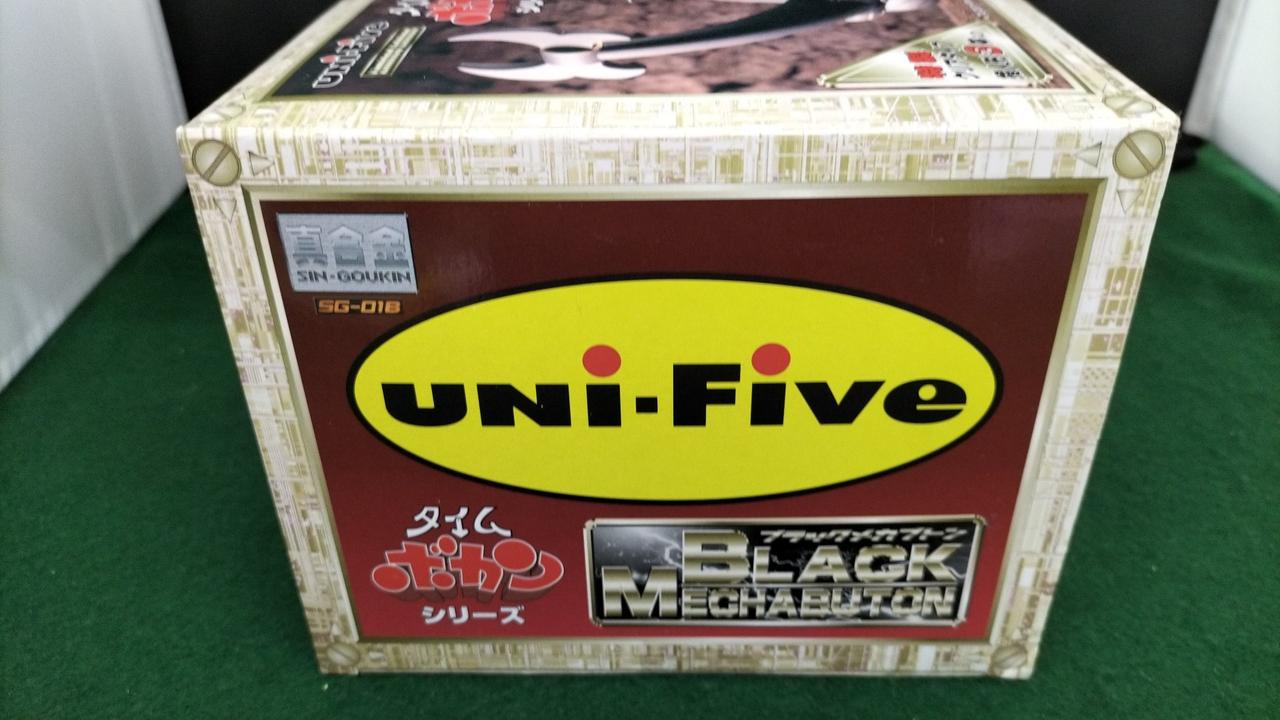 真合金
SIN-GOUKIN
SG-018
UNi-Five
タイム
ボカン
シリーズ
ブラックメカブトン
BLACK
MECHABUTON